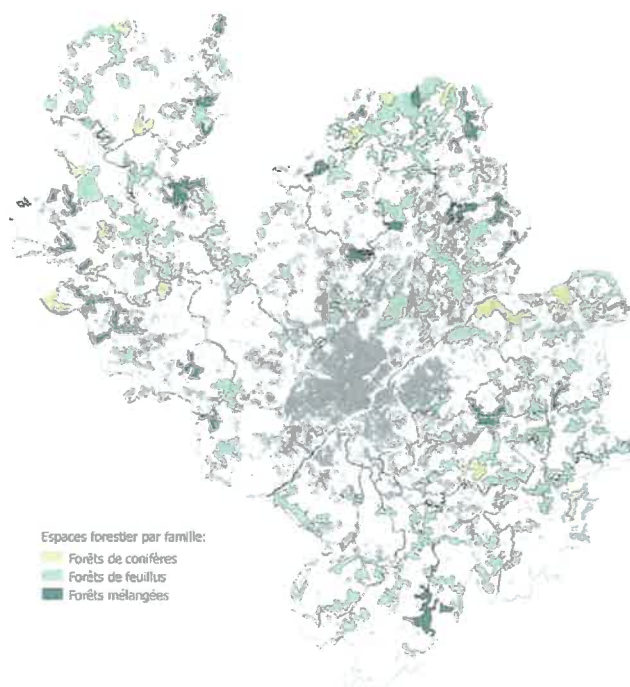 Espaces forestier par famille:
Forêts de conifères
Forêts de feuillus
Forêts mélangées